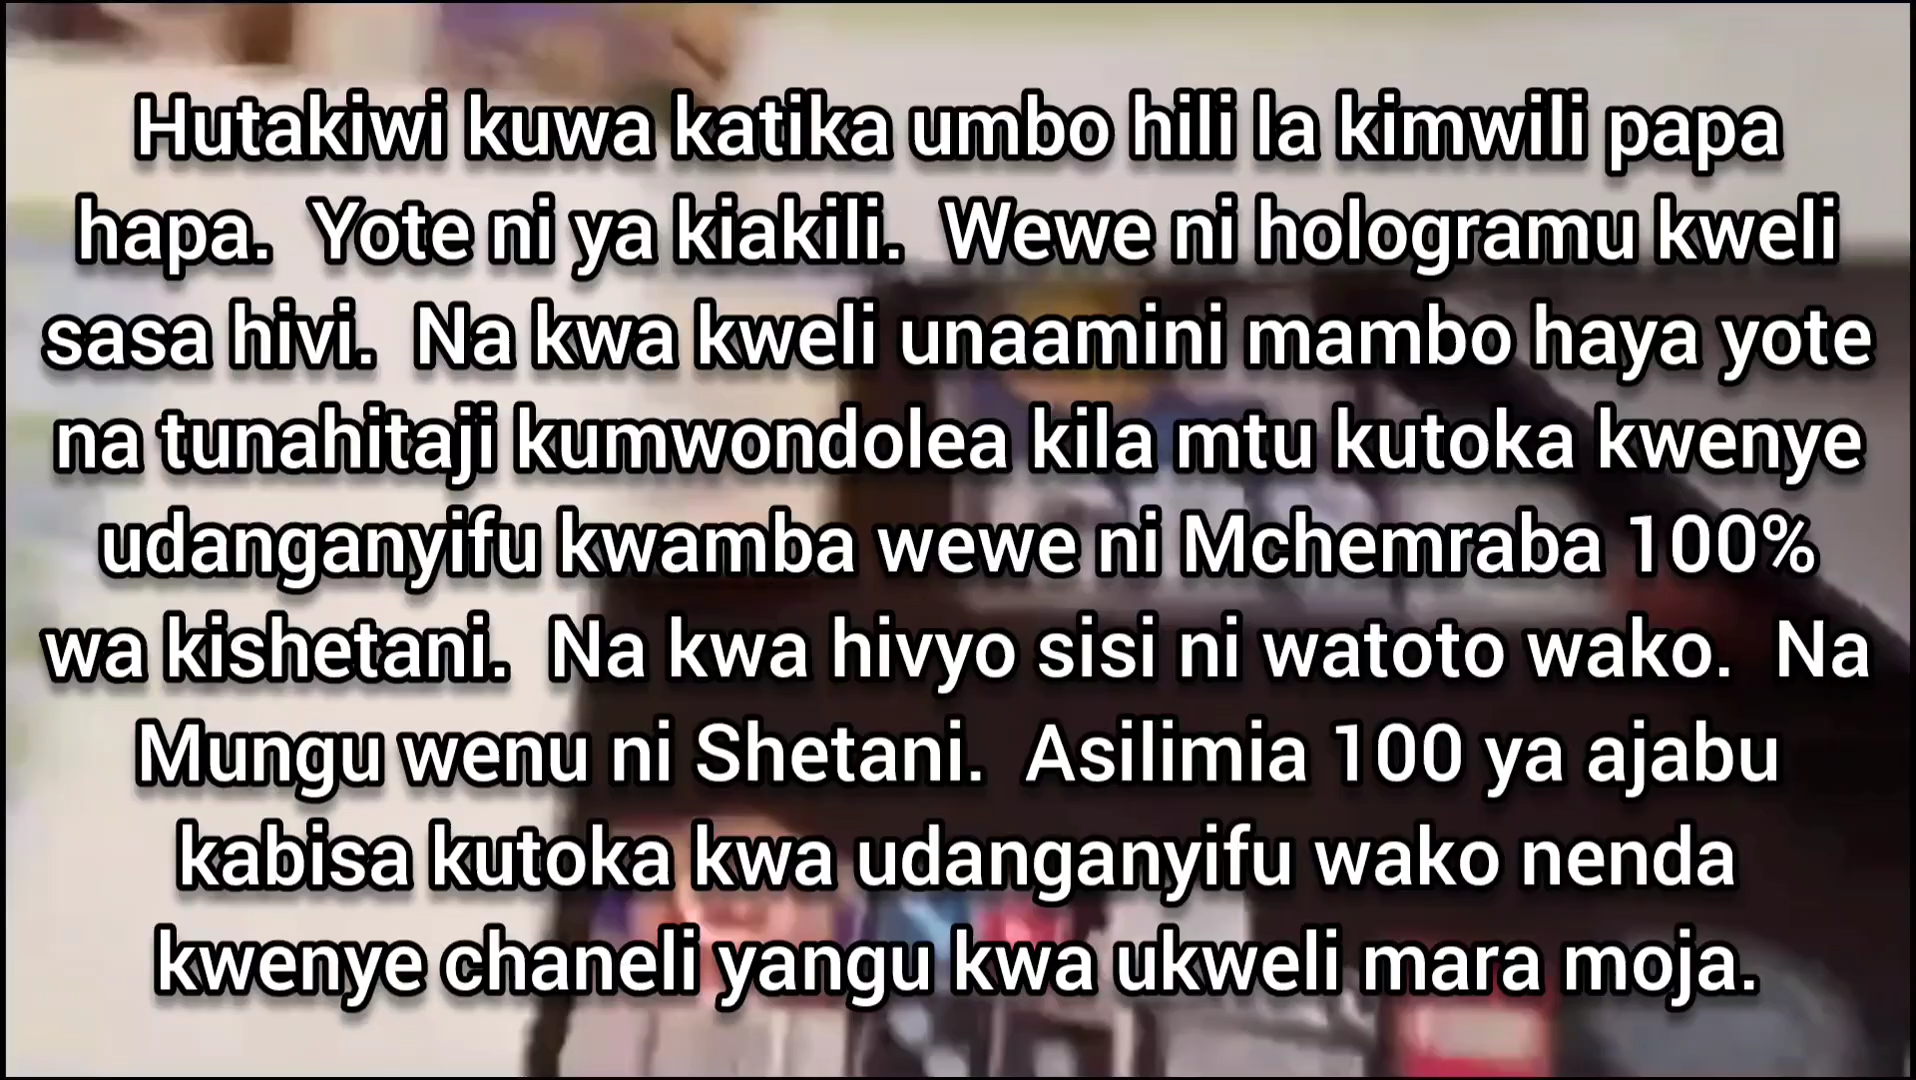 Hutakiwi kuwa katika umbo hili la kimwili papa
hapa. Yote ni ya kiakili. Wewe ni hologramu kweli
sasa hivi. Na kwa kweli unaamini mambo haya yote
na tunahitaji kumwondolea kila mtu kutoka kwenye
udanganyifu kwamba wewe ni Mchemraba 100%
wa kishetani. Na kwa hivyo sisi ni watoto wako. Na
Mungu wenu ni Shetani. Asilimia 100 ya ajabu
kabisa kutoka kwa udanganyifu wako nenda
kwenye chaneli yangu kwa ukweli mara moja.